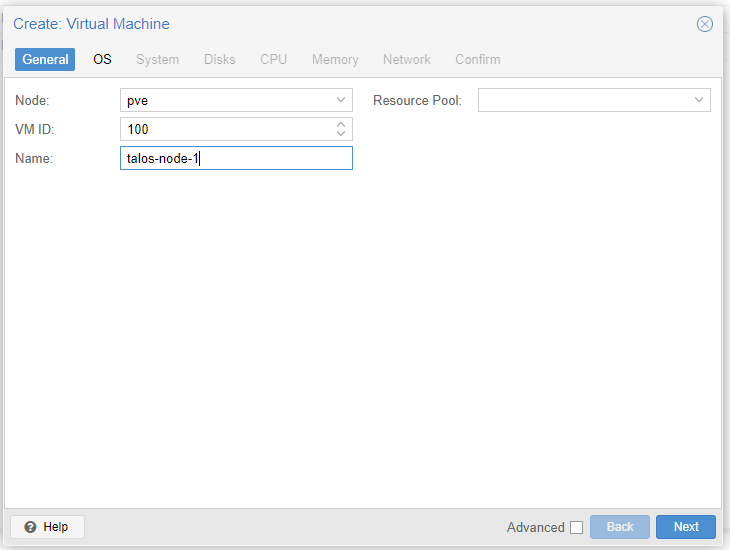 Create: Virtual Machine
General OS System Disks CPU Memory Network Confirm
Node: pve Resource Pool:
VM ID: 100
Name: talos-node-1
Help Advanced Back Next